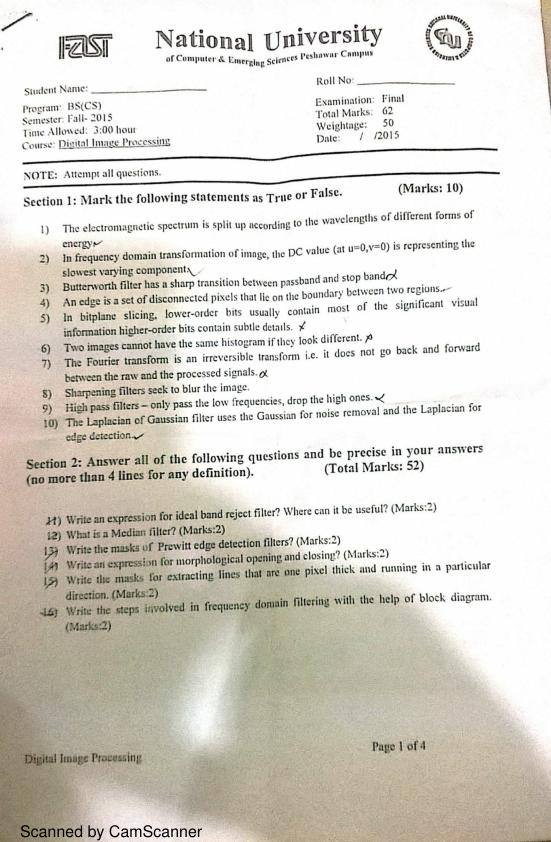 FAST
National University
of Computer & Emerging Sciences Peshawar Campus
Student Name:
Roll No:
Program: BS(CS)
Semester: Fall- 2015
Time Allowed: 3:00 hour
Course: Digital Image Processing
Examination: Final
Total Marks: 62
Weightage: 50
Date: / /2015
NOTE: Attempt all questions.
Section 1: Mark the following statements as True or False. (Marks: 10)
1) The electromagnetic spectrum is split up according to the wavelengths of different forms of
energy
2) In frequency domain transformation of image, the DC value (at u=0,v=0) is representing the
slowest varying component
3) Butterworth filter has a sharp transition between passband and stop band
4) An edge is a set of disconnected pixels that lie on the boundary between two regions.
5) In bitplane slicing, lower-order bits usually contain most of the significant visual
information higher-order bits contain subtle details.
6) Two images cannot have the same histogram if they look different.
7) The Fourier transform is an irreversible transform i.e. it does not go back and forward
between the raw and the processed signals.
8) Sharpening filters seek to blur the image.
9) High pass filters – only pass the low frequencies, drop the high ones.
10) The Laplacian of Gaussian filter uses the Gaussian for noise removal and the Laplacian for
edge detection.
Section 2: Answer all of the following questions and be precise in your answers
(no more than 4 lines for any definition). (Total Marks: 52)
11) Write an expression for ideal band reject filter? Where can it be useful? (Marks:2)
12) What is a Median filter? (Marks:2)
13) Write the masks of Prewitt edge detection filters? (Marks:2)
14) Write an expression for morphological opening and closing? (Marks:2)
15) Write the masks for extracting lines that are one pixel thick and running in a particular
direction. (Marks:2)
16) Write the steps involved in frequency domain filtering with the help of block diagram.
(Marks:2)
Digital Image Processing
Page 1 of 4
Scanned by CamScanner